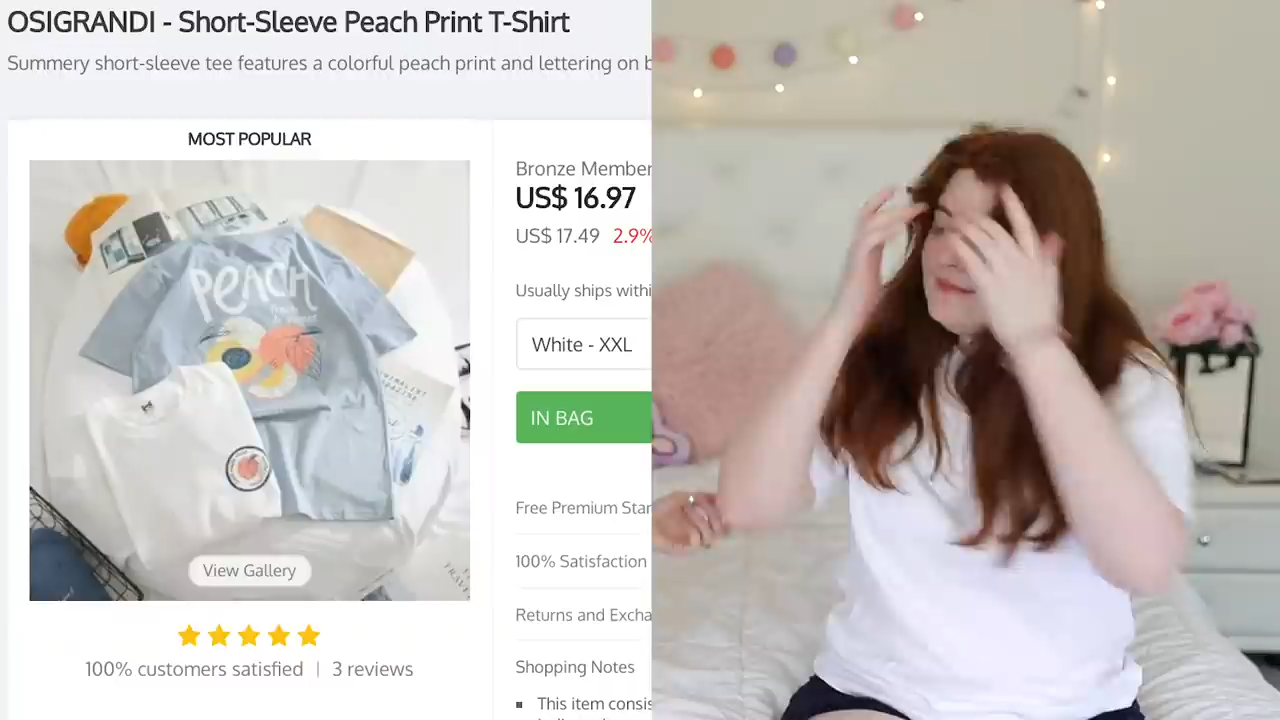 OSIGRANDI - Short-Sleeve Peach Print T-Shirt
Summery short-sleeve tee features a colorful peach print and lettering on b
MOST POPULAR
Bronze Member
US$ 16.97
US$ 17.49 2.9%
Usually ships withi
White - XXL
IN BAG
PEACH
Free Premium Stan
100% Satisfaction
View Gallery
Returns and Excha
100% customers satisfied | 3 reviews
Shopping Notes
This item consis